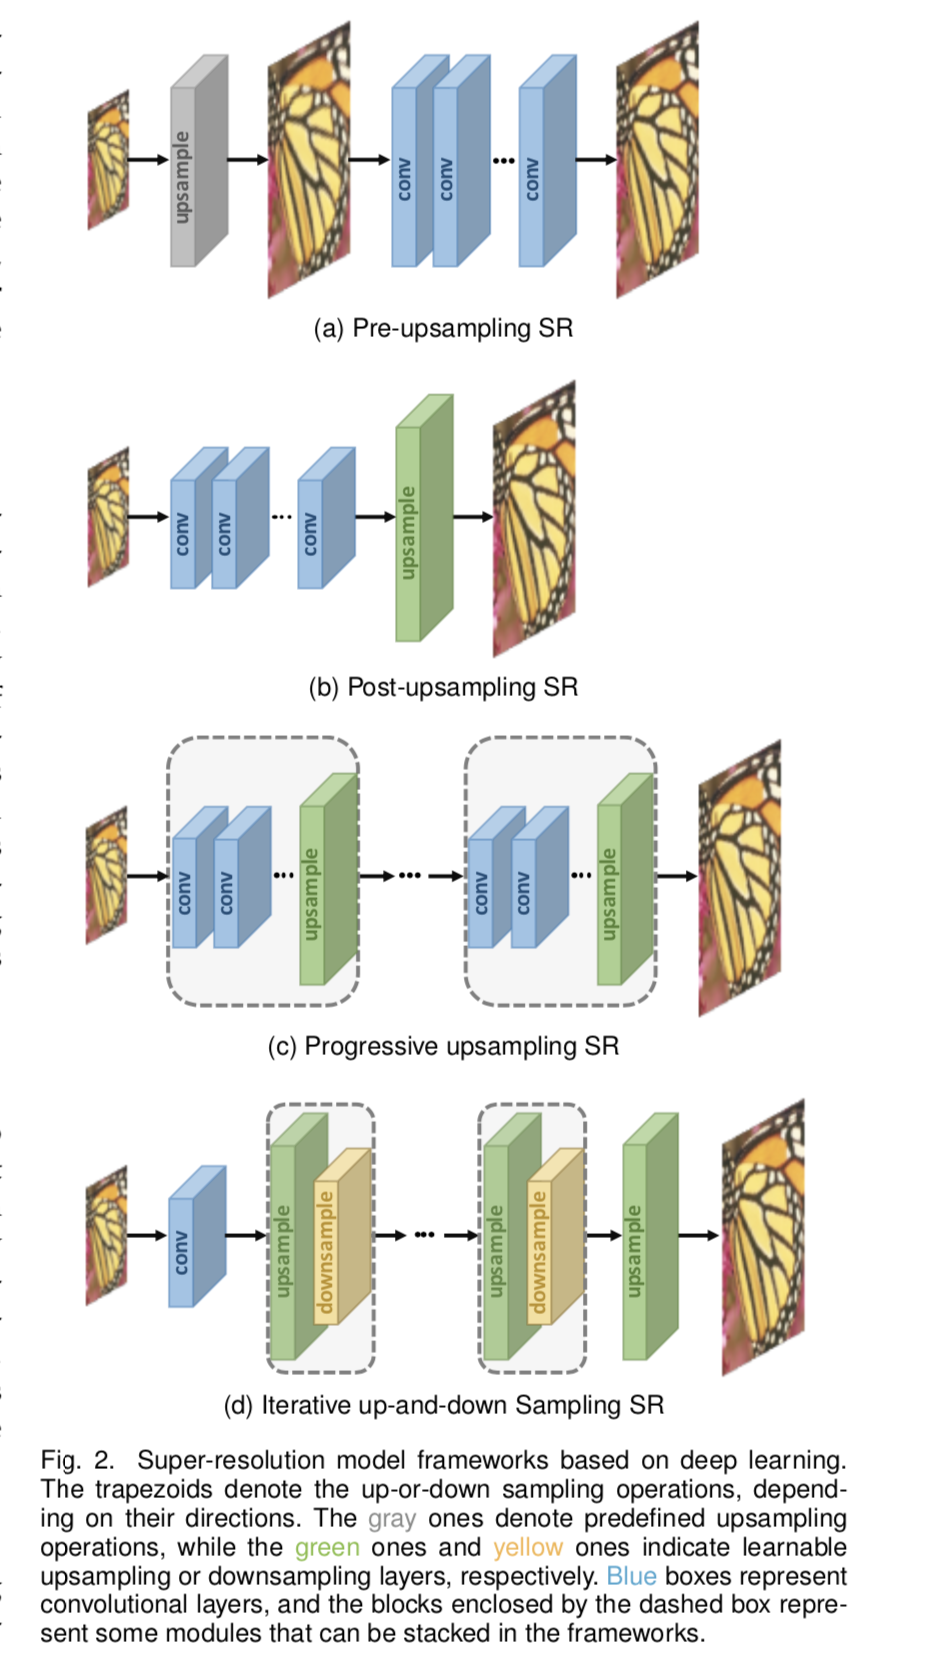 upsample
conv
conv
...
conv
(a) Pre-upsampling SR
conv
conv
...
conv
upsample
(b) Post-upsampling SR
conv
conv
...
upsample
...
conv
conv
...
upsample
(c) Progressive upsampling SR
conv
upsample
downsample
...
upsample
downsample
upsample
(d) Iterative up-and-down Sampling SR
Fig. 2. Super-resolution model frameworks based on deep learning.
The trapezoids denote the up-or-down sampling operations, depend-
ing on their directions. The gray ones denote predefined upsampling
operations, while the green ones and yellow ones indicate learnable
upsampling or downsampling layers, respectively. Blue boxes represent
convolutional layers, and the blocks enclosed by the dashed box repre-
sent some modules that can be stacked in the frameworks.